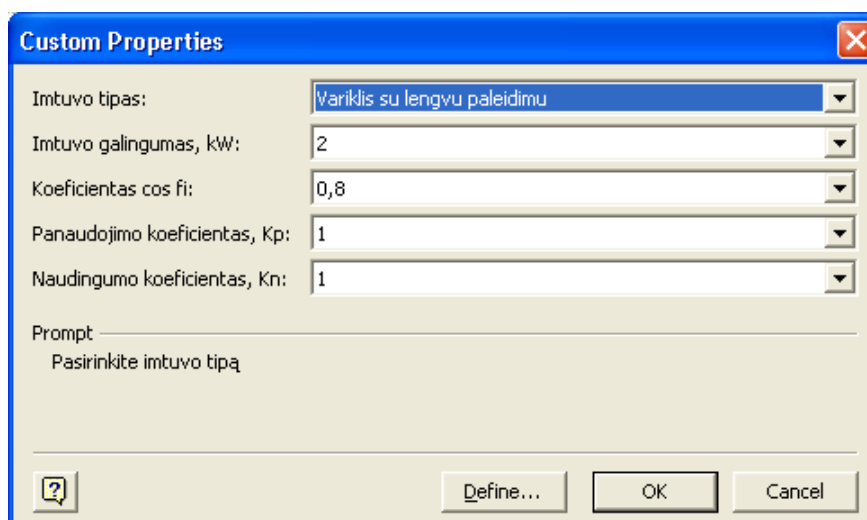 Custom Properties
Imtuvo tipas: Variklis su lengvu paleidimu
Imtuvo galingumas, kW: 2
Koeficientas cos fi: 0,8
Panaudojimo koeficientas, Kp: 1
Naudingumo koeficientas, Kn: 1
Prompt
Pasirinkite imtuvo tipą
? Define... OK Cancel